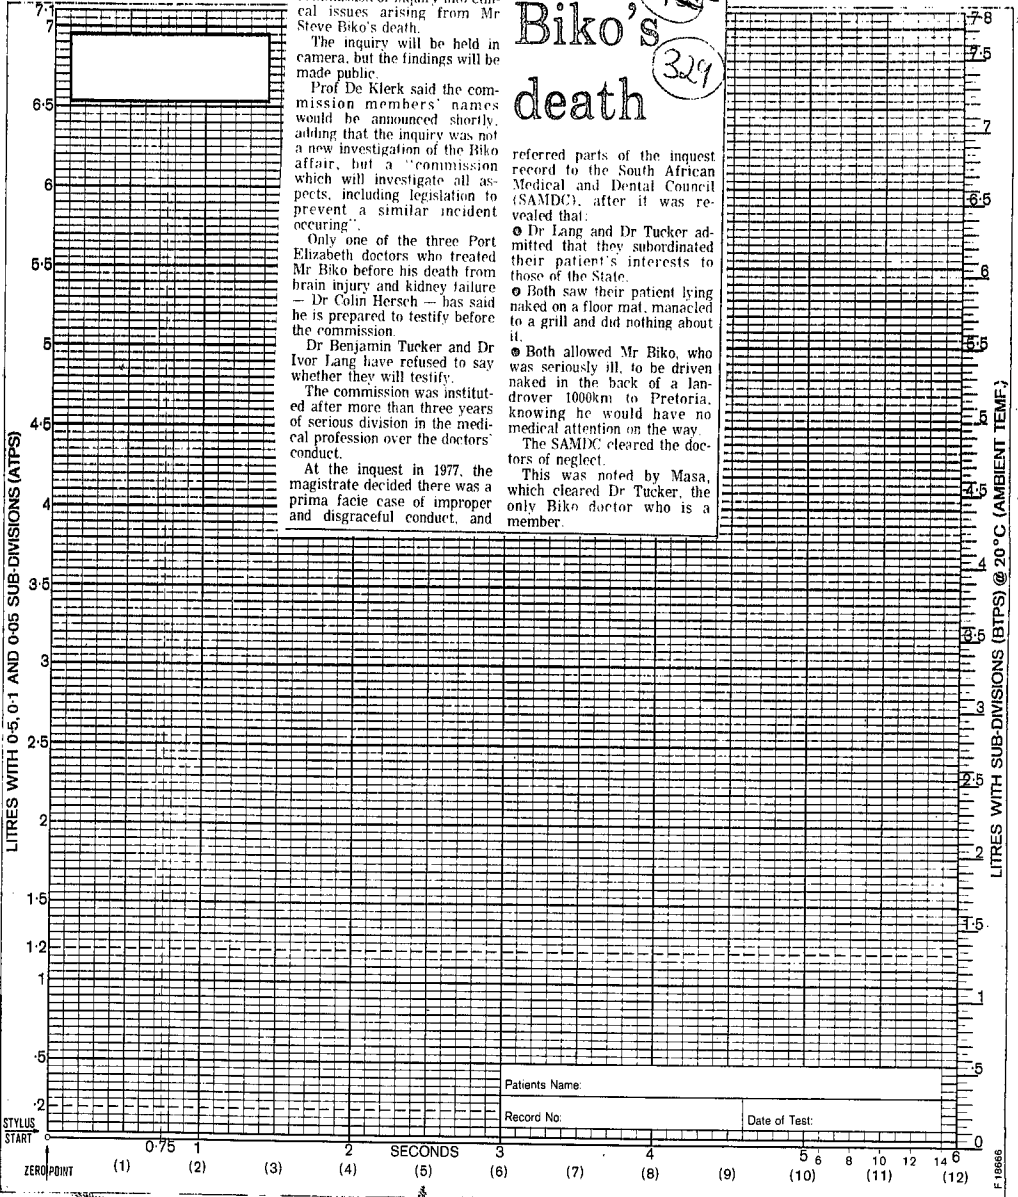 cal issues arising from Mr
Steve Biko's death.
The inquiry will be held in
camera, but the findings will be
made public.
Prof De Klerk said the com-
mission members' names
would be announced shortly,
adding that the inquiry was not
a new investigation of the Biko
affair, but a "commission
which will investigate all as-
pects, including legislation to
prevent a similar incident
occuring".
Only one of the three Port
Elizabeth doctors who treated
Mr Biko before his death from
brain injury and kidney failure
— Dr Colin Hersch — has said
he is prepared to testify before
the commission.
Dr Benjamin Tucker and Dr
Ivor Lang have refused to say
whether they will testify.
The commission was institut-
ed after more than three years
of serious division in the medi-
cal profession over the doctors'
conduct.
At the inquest in 1977, the
magistrate decided there was a
prima facie case of improper
and disgraceful conduct, and
Biko's
death
329
referred parts of the inquest
record to the South African
Medical and Dental Council
(SAMDC), after it was re-
vealed that:
● Dr Lang and Dr Tucker ad-
mitted that they subordinated
their patient's interests to
those of the State.
● Both saw their patient lying
naked on a floor mat, manacled
to a grill and did nothing about
it.
● Both allowed Mr Biko, who
was seriously ill, to be driven
naked in the back of a lan-
drover 1000km to Pretoria,
knowing he would have no
medical attention on the way.
The SAMDC cleared the doc-
tors of neglect.
This was noted by Masa,
which cleared Dr Tucker, the
only Biko doctor who is a
member.
LITRES WITH 0·5, 0·1 AND 0·05 SUB-DIVISIONS (ATPS)
7·1
7
6·5
6
5·5
5
4·5
4
3·5
3
2·5
2
1·5
1·2
1
·5
·2
STYLUS
START
0
LITRES WITH SUB-DIVISIONS (BTPS) @ 20°C (AMBIENT TEMP.)
7·8
7·5
7
6·5
6
5·5
5
4·5
4
3·5
3
2·5
2
1·5
1
·5
0
Patients Name:
Record No:
Date of Test:
0·75 1 2 SECONDS 3 4 5 6 8 10 12 14 6
ZERO POINT (1) (2) (3) (4) (5) (6) (7) (8) (9) (10) (11) (12)
F 18666